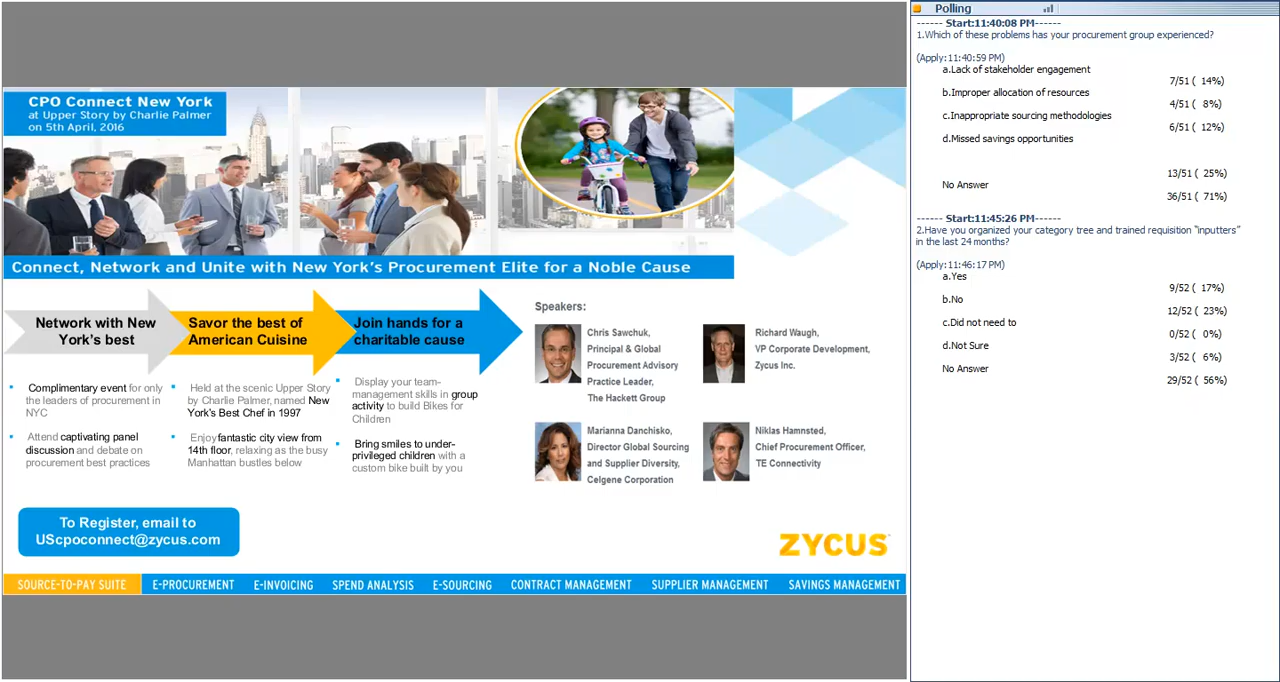 CPO Connect New York
at Upper Story by Charlie Palmer
on 5th April, 2016
Connect, Network and Unite with New York's Procurement Elite for a Noble Cause
Network with New
York's best
Savor the best of
American Cuisine
Join hands for a
charitable cause
Complimentary event for only
the leaders of procurement in
NYC
Attend captivating panel
discussion and debate on
procurement best practices
Held at the scenic Upper Story
by Charlie Palmer, named New
York's Best Chef in 1997
Enjoy fantastic city view from
14th floor, relaxing as the busy
Manhattan bustles below
Display your team-
management skills in group
activity to build Bikes for
Children
Bring smiles to under-
privileged children with a
custom bike built by you
Speakers:
Chris Sawchuk,
Principal & Global
Procurement Advisory
Practice Leader,
The Hackett Group
Richard Waugh,
VP Corporate Development,
Zycus Inc.
Marianna Danchisko,
Director Global Sourcing
and Supplier Diversity,
Celgene Corporation
Niklas Hamnsted,
Chief Procurement Officer,
TE Connectivity
To Register, email to
UScpoconnect@zycus.com
ZYCUS
SOURCE-TO-PAY SUITE E-PROCUREMENT E-INVOICING SPEND ANALYSIS E-SOURCING CONTRACT MANAGEMENT SUPPLIER MANAGEMENT SAVINGS MANAGEMENT
Polling
------ Start:11:40:08 PM------
1.Which of these problems has your procurement group experienced?
(Apply:11:40:59 PM)
a.Lack of stakeholder engagement
7/51 ( 14%)
b.Improper allocation of resources
4/51 ( 8%)
c.Inappropriate sourcing methodologies
6/51 ( 12%)
d.Missed savings opportunities
13/51 ( 25%)
No Answer
36/51 ( 71%)
------ Start:11:45:26 PM------
2.Have you organized your category tree and trained requisition "inputters"
in the last 24 months?
(Apply:11:46:17 PM)
a.Yes
9/52 ( 17%)
b.No
12/52 ( 23%)
c.Did not need to
0/52 ( 0%)
d.Not Sure
3/52 ( 6%)
No Answer
29/52 ( 56%)